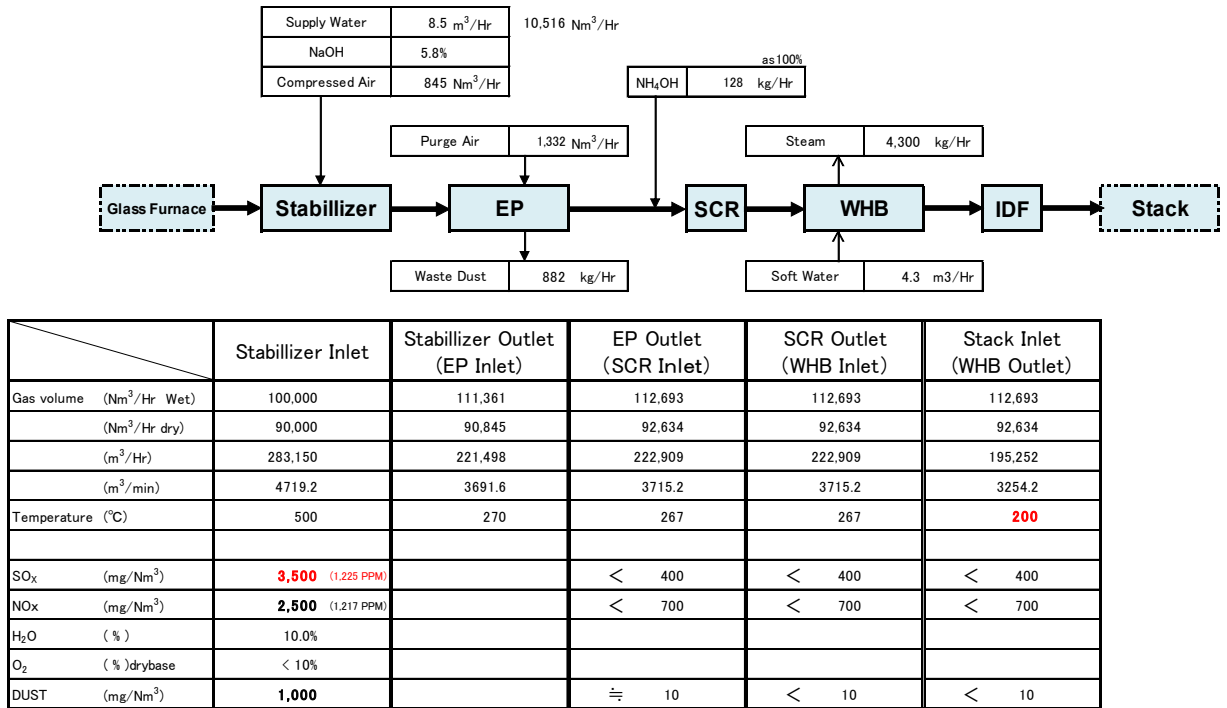 Supply Water 8.5 m³/Hr 10,516 Nm³/Hr
NaOH 5.8%
Compressed Air 845 Nm³/Hr
as100%
NH₄OH 128 kg/Hr
Purge Air 1,332 Nm³/Hr
Steam 4,300 kg/Hr
Glass Furnace Stabillizer EP SCR WHB IDF Stack
Waste Dust 882 kg/Hr
Soft Water 4.3 m3/Hr
Stabillizer Inlet Stabillizer Outlet (EP Inlet) EP Outlet (SCR Inlet) SCR Outlet (WHB Inlet) Stack Inlet (WHB Outlet)
Gas volume (Nm³/Hr Wet) 100,000 111,361 112,693 112,693 112,693
(Nm³/Hr dry) 90,000 90,845 92,634 92,634 92,634
(m³/Hr) 283,150 221,498 222,909 222,909 195,252
(m³/min) 4719.2 3691.6 3715.2 3715.2 3254.2
Temperature (℃) 500 270 267 267 200
SOₓ (mg/Nm³) 3,500 (1,225 PPM) < 400 < 400 < 400
NOx (mg/Nm³) 2,500 (1,217 PPM) < 700 < 700 < 700
H₂O ( % ) 10.0%
O₂ ( % )drybase < 10%
DUST (mg/Nm³) 1,000 ≒ 10 < 10 < 10